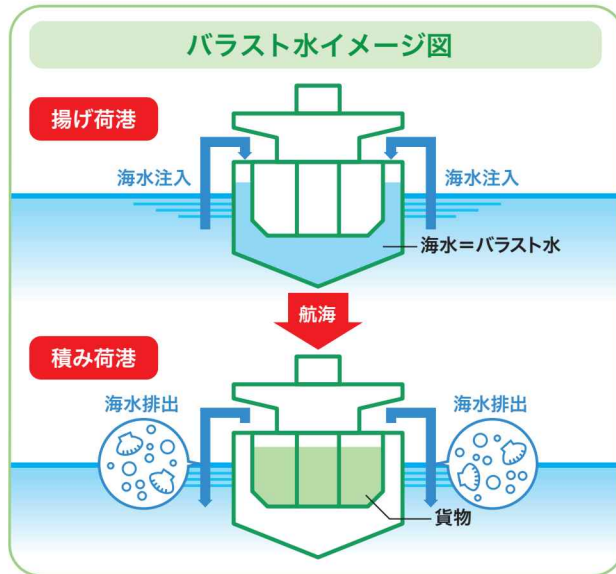 バラスト水イメージ図
揚げ荷港
海水注入
海水注入
海水＝バラスト水
航海
積み荷港
海水排出
海水排出
貨物